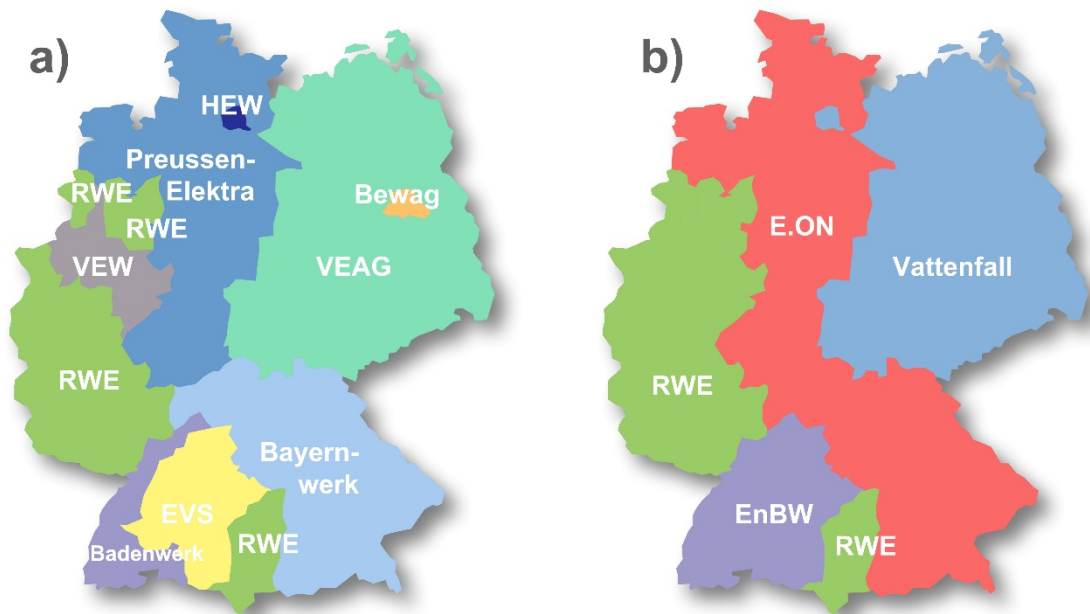 a)
HEW
Preussen-
Elektra
RWE
RWE
Bewag
VEW
VEAG
RWE
Bayern-
werk
EVS
Badenwerk
RWE
b)
E.ON
Vattenfall
RWE
EnBW
RWE